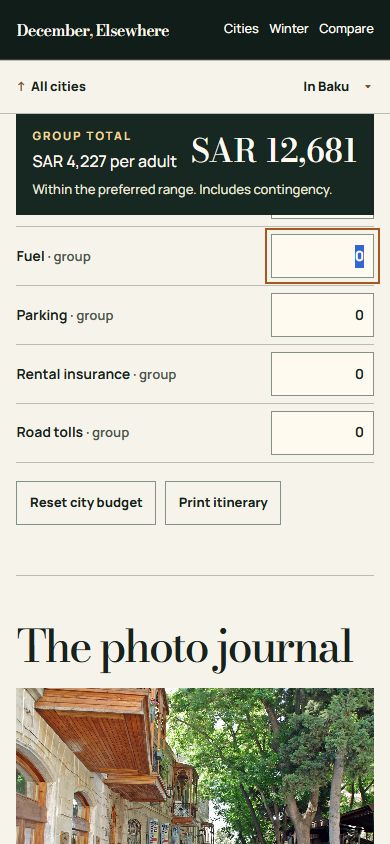 December, Elsewhere
Cities Winter Compare
↑ All cities
In Baku
GROUP TOTAL
SAR 4,227 per adult
SAR 12,681
Within the preferred range. Includes contingency.
Fuel · group
0
Parking · group
0
Rental insurance · group
0
Road tolls · group
0
Reset city budget
Print itinerary
The photo journal